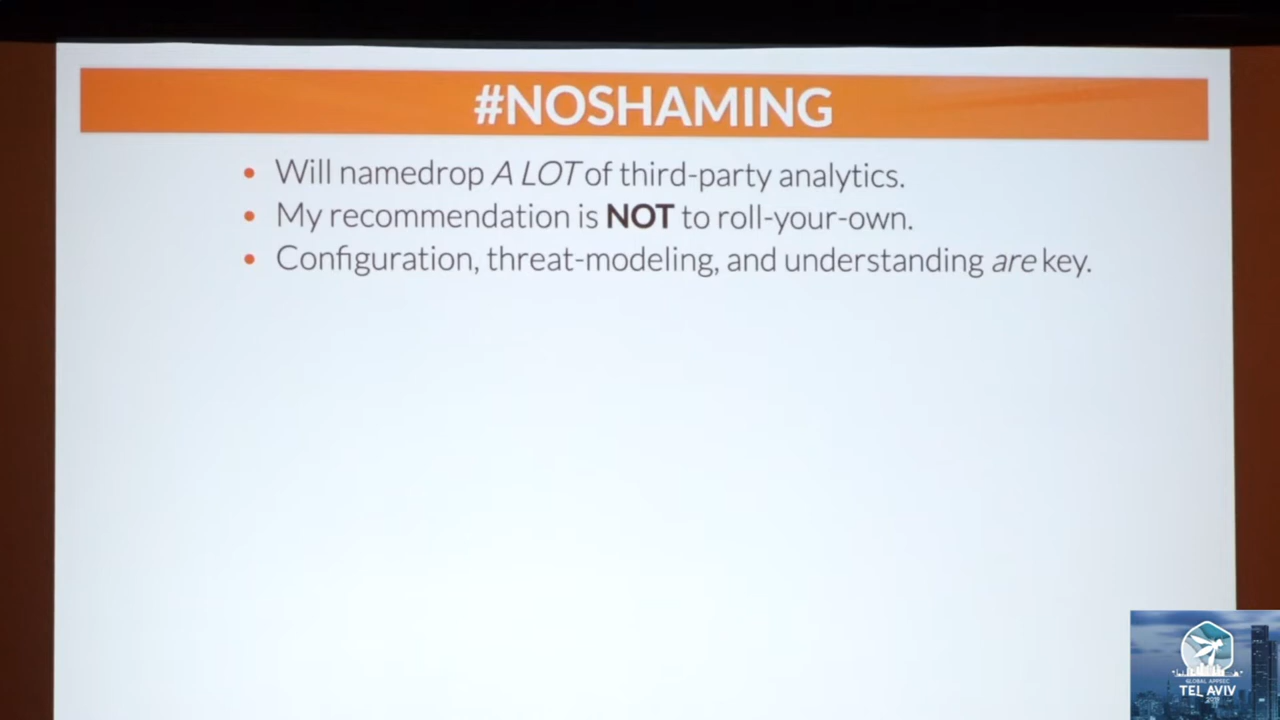 #NOSHAMING
• Will namedrop A LOT of third-party analytics.
• My recommendation is NOT to roll-your-own.
• Configuration, threat-modeling, and understanding are key.
GLOBAL APPSEC
TEL AVIV
2019